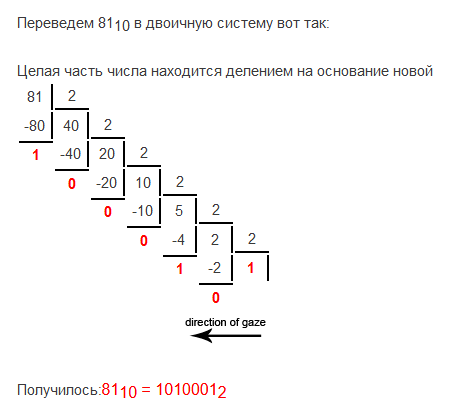 Переведем 81₁₀ в двоичную систему вот так:
Целая часть числа находится делением на основание новой
81 2
-80 40 2
1 -40 20 2
0 -20 10 2
0 -10 5 2
0 -4 2 2
1 -2 1
0
direction of gaze
Получилось:81₁₀ = 1010001₂